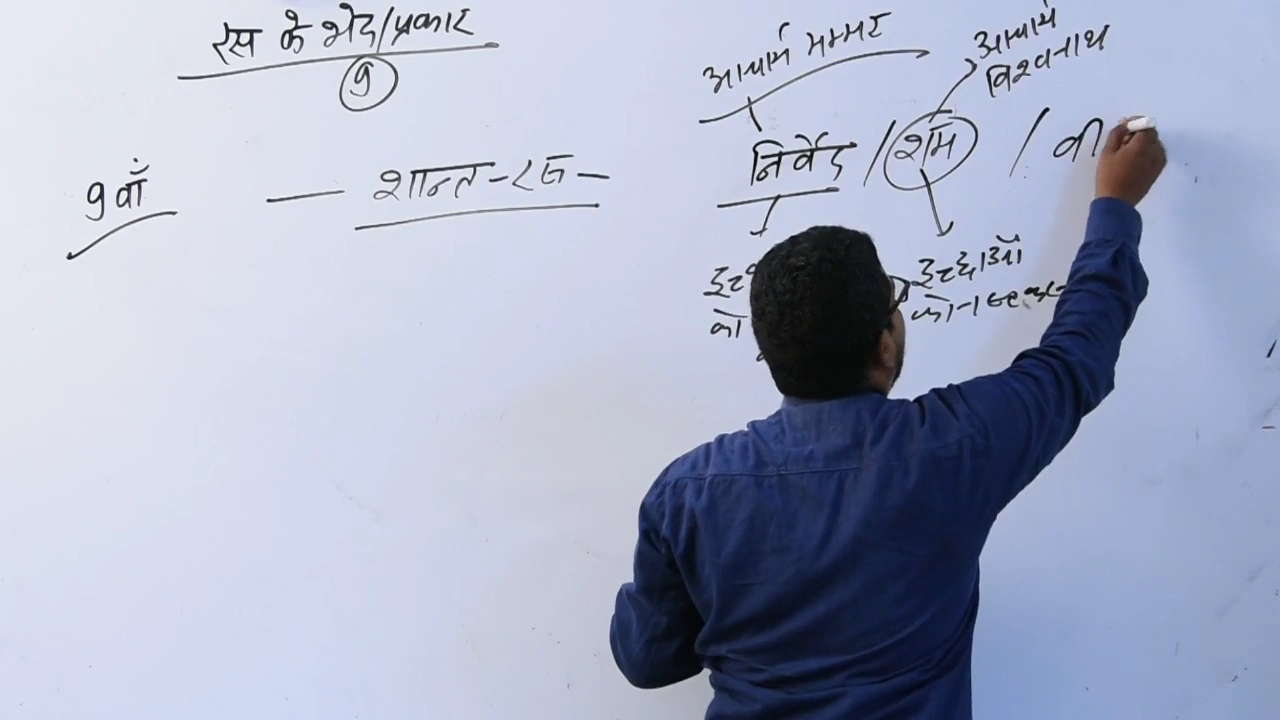 रस के भेद/प्रकार
9
आचार्य मम्मट
आचार्य
विश्वनाथ
9वाँ — शान्त-रस- निर्वेद / शम / वी
इच्छाओं
को